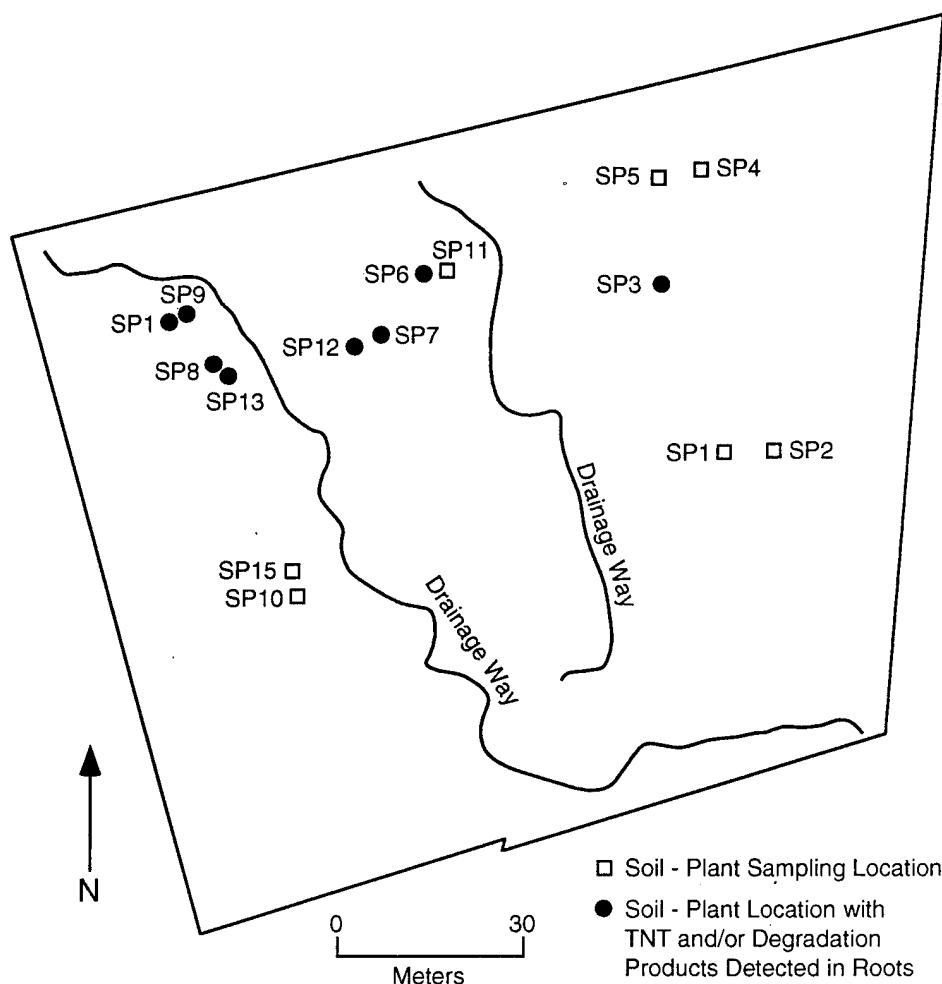 SP5
SP4
SP11
SP6
SP3
SP9
SP1
SP12
SP7
SP8
SP13
SP1
SP2
Drainage Way
SP15
SP10
Drainage Way
N
0
30
Meters
Soil - Plant Sampling Location
Soil - Plant Location with
TNT and/or Degradation
Products Detected in Roots